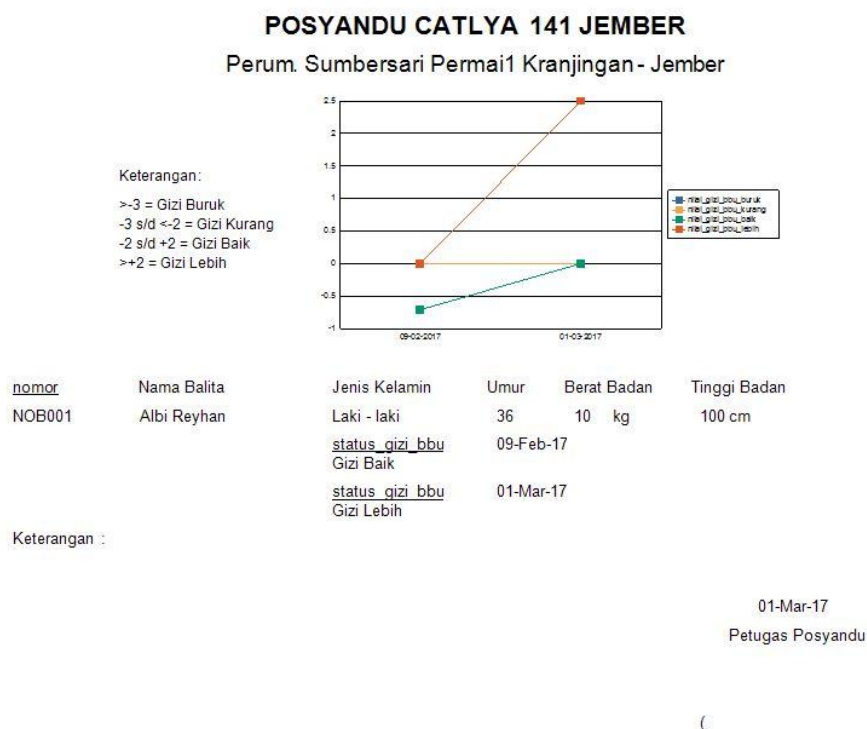 POSYANDU CATLYA 141 JEMBER
Perum. Sumbersari Permai1 Kranjingan - Jember
2.5
2
1.5
1
0.5
0
-0.5
-1
09-02-2017 01-03-2017
Keterangan:
>-3 = Gizi Buruk
-3 s/d <-2 = Gizi Kurang
-2 s/d +2 = Gizi Baik
>+2 = Gizi Lebih
nilai_gizi_bbu_buruk
nilai_gizi_bbu_kurang
nilai_gizi_bbu_baik
nilai_gizi_bbu_lebih
nomor Nama Balita Jenis Kelamin Umur Berat Badan Tinggi Badan
NOB001 Albi Reyhan Laki - laki 36 10 kg 100 cm
status_gizi_bbu 09-Feb-17
Gizi Baik
status_gizi_bbu 01-Mar-17
Gizi Lebih
Keterangan :
01-Mar-17
Petugas Posyandu
(